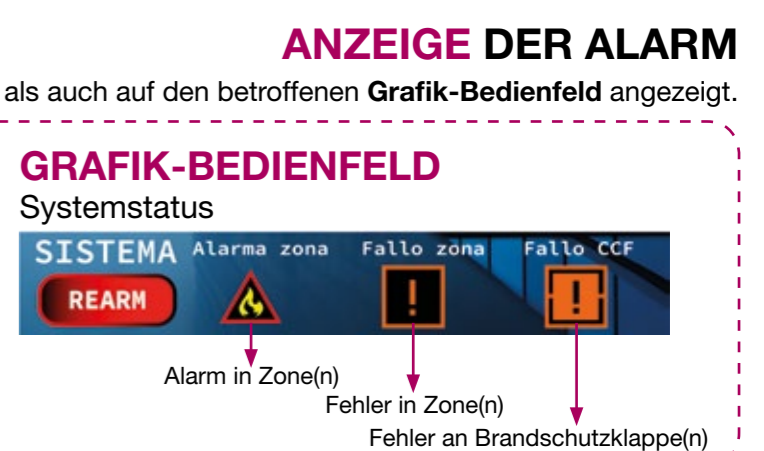 ANZEIGE DER ALARM
als auch auf den betroffenen Grafik-Bedienfeld angezeigt.
GRAFIK-BEDIENFELD
Systemstatus
SISTEMA Alarma zona Fallo zona Fallo CCF
REARM
Alarm in Zone(n)
Fehler in Zone(n)
Fehler an Brandschutzklappe(n)